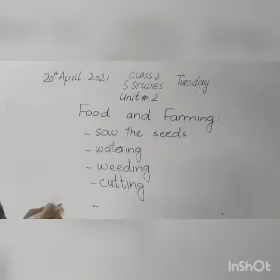 20th April 2021 CLASS 2 Tuesday
S STUDIES
Unit # 2
Food and Farming.
- sow the seeds
- watering
- weeding
- cutting
-
InShOt